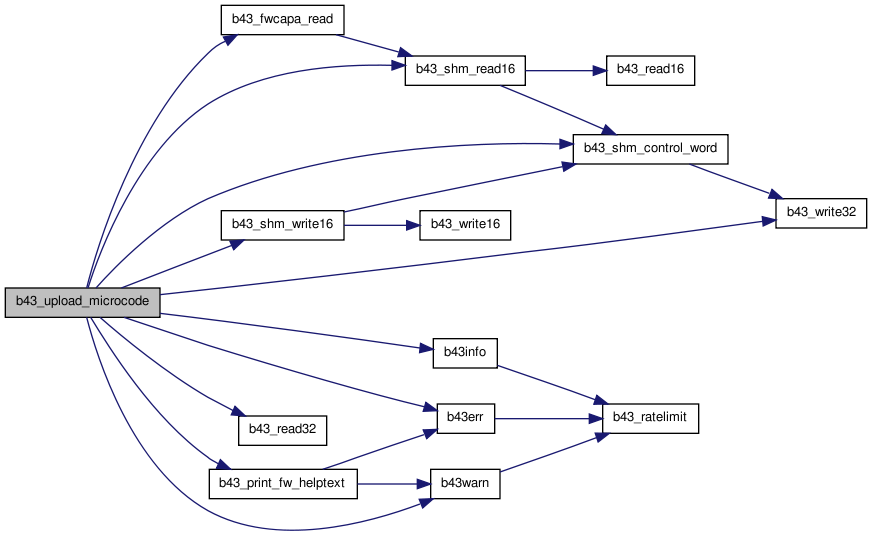 b43_fwcapa_read
b43_shm_read16
b43_read16
b43_shm_control_word
b43_write32
b43_shm_write16
b43_write16
b43_upload_microcode
b43info
b43err
b43_ratelimit
b43_read32
b43_print_fw_helptext
b43warn